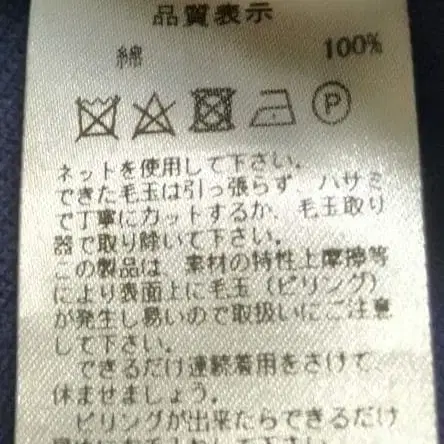 品質表示
綿 100%
P
ネットを使用して下さい。
できた毛玉は引っ張らず、ハサミ
で丁寧にカットするか、毛玉取り
器で取り除いて下さい。
この製品は、素材の特性上摩擦等
により表面上に毛玉(ピリング)
が発生し易いので取扱いにご注意
して下さい。
できるだけ連続着用をさけて、
休ませましょう。
ピリングが出来たらできるだけ